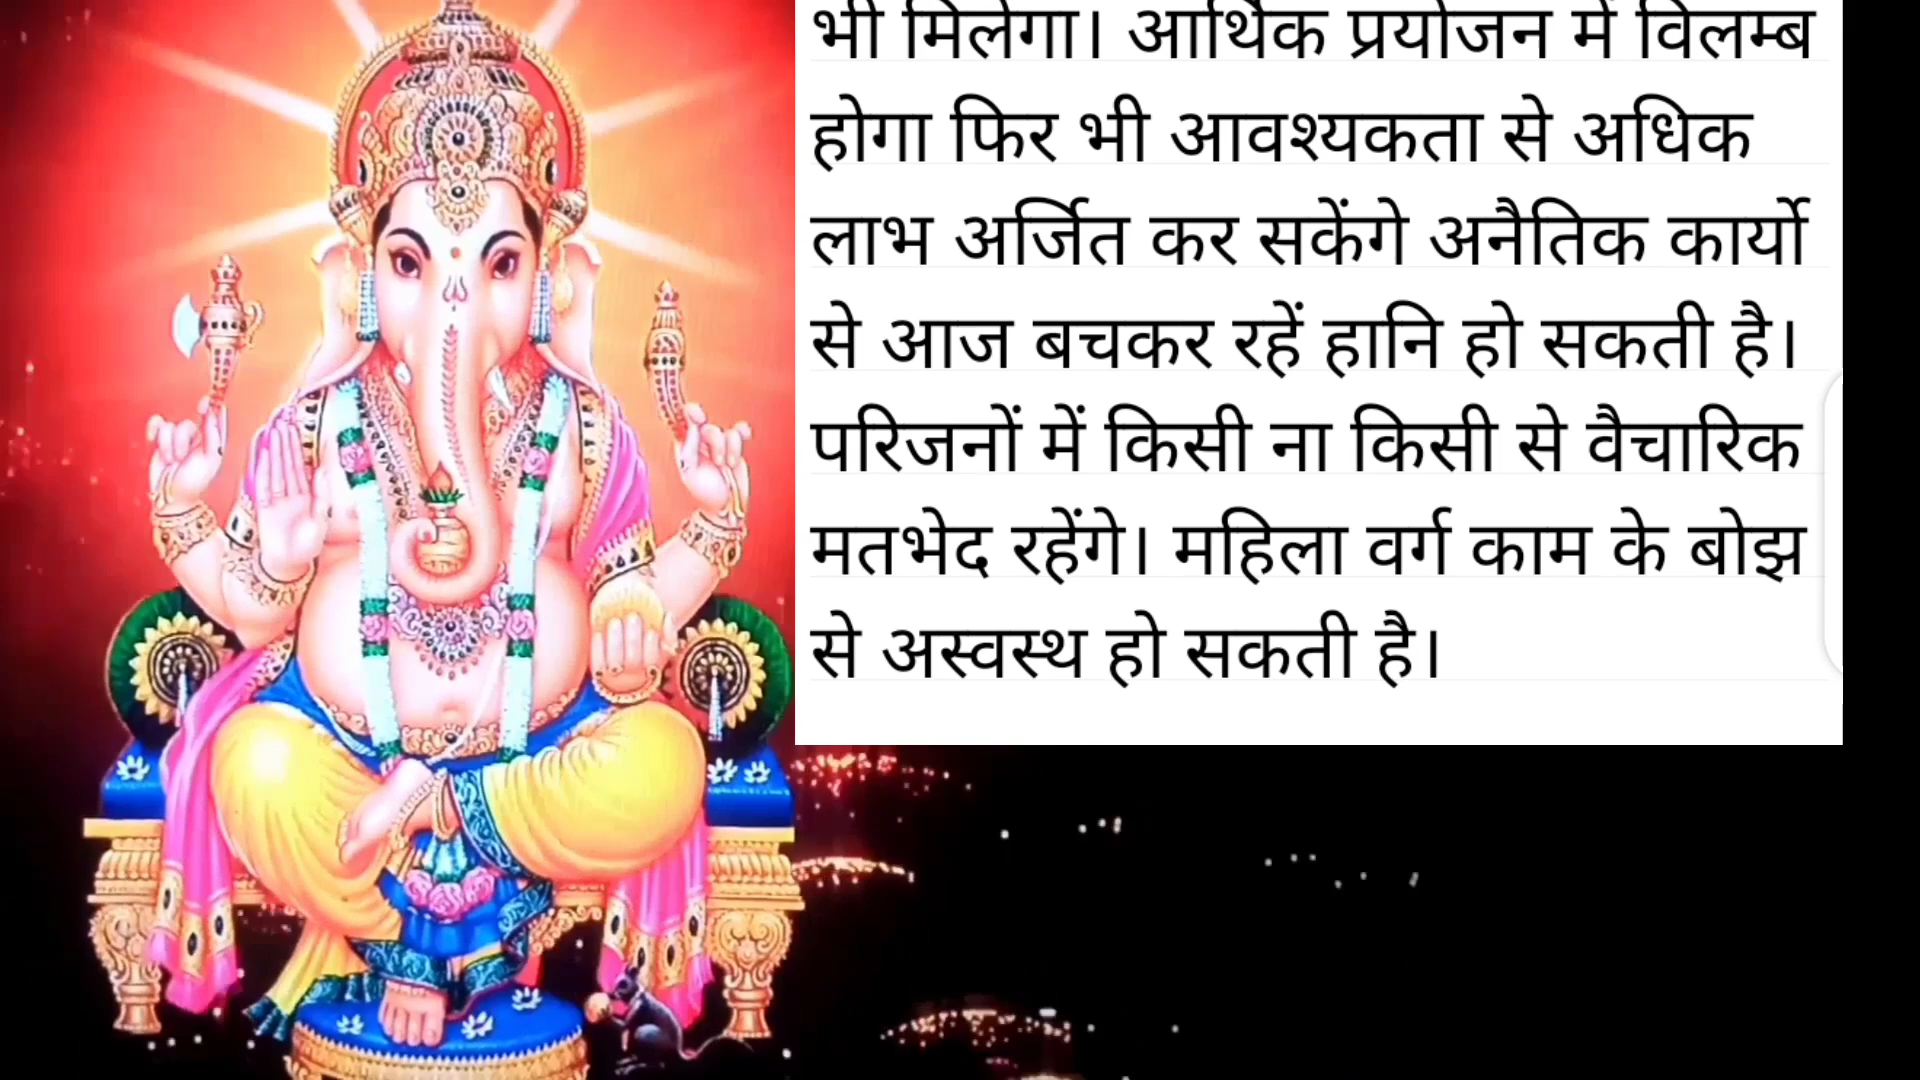 भी मिलेगा। आर्थिक प्रयोजन में विलम्ब
होगा फिर भी आवश्यकता से अधिक
लाभ अर्जित कर सकेंगे अनैतिक कार्यो
से आज बचकर रहें हानि हो सकती है।
परिजनों में किसी ना किसी से वैचारिक
मतभेद रहेंगे। महिला वर्ग काम के बोझ
से अस्वस्थ हो सकती है।